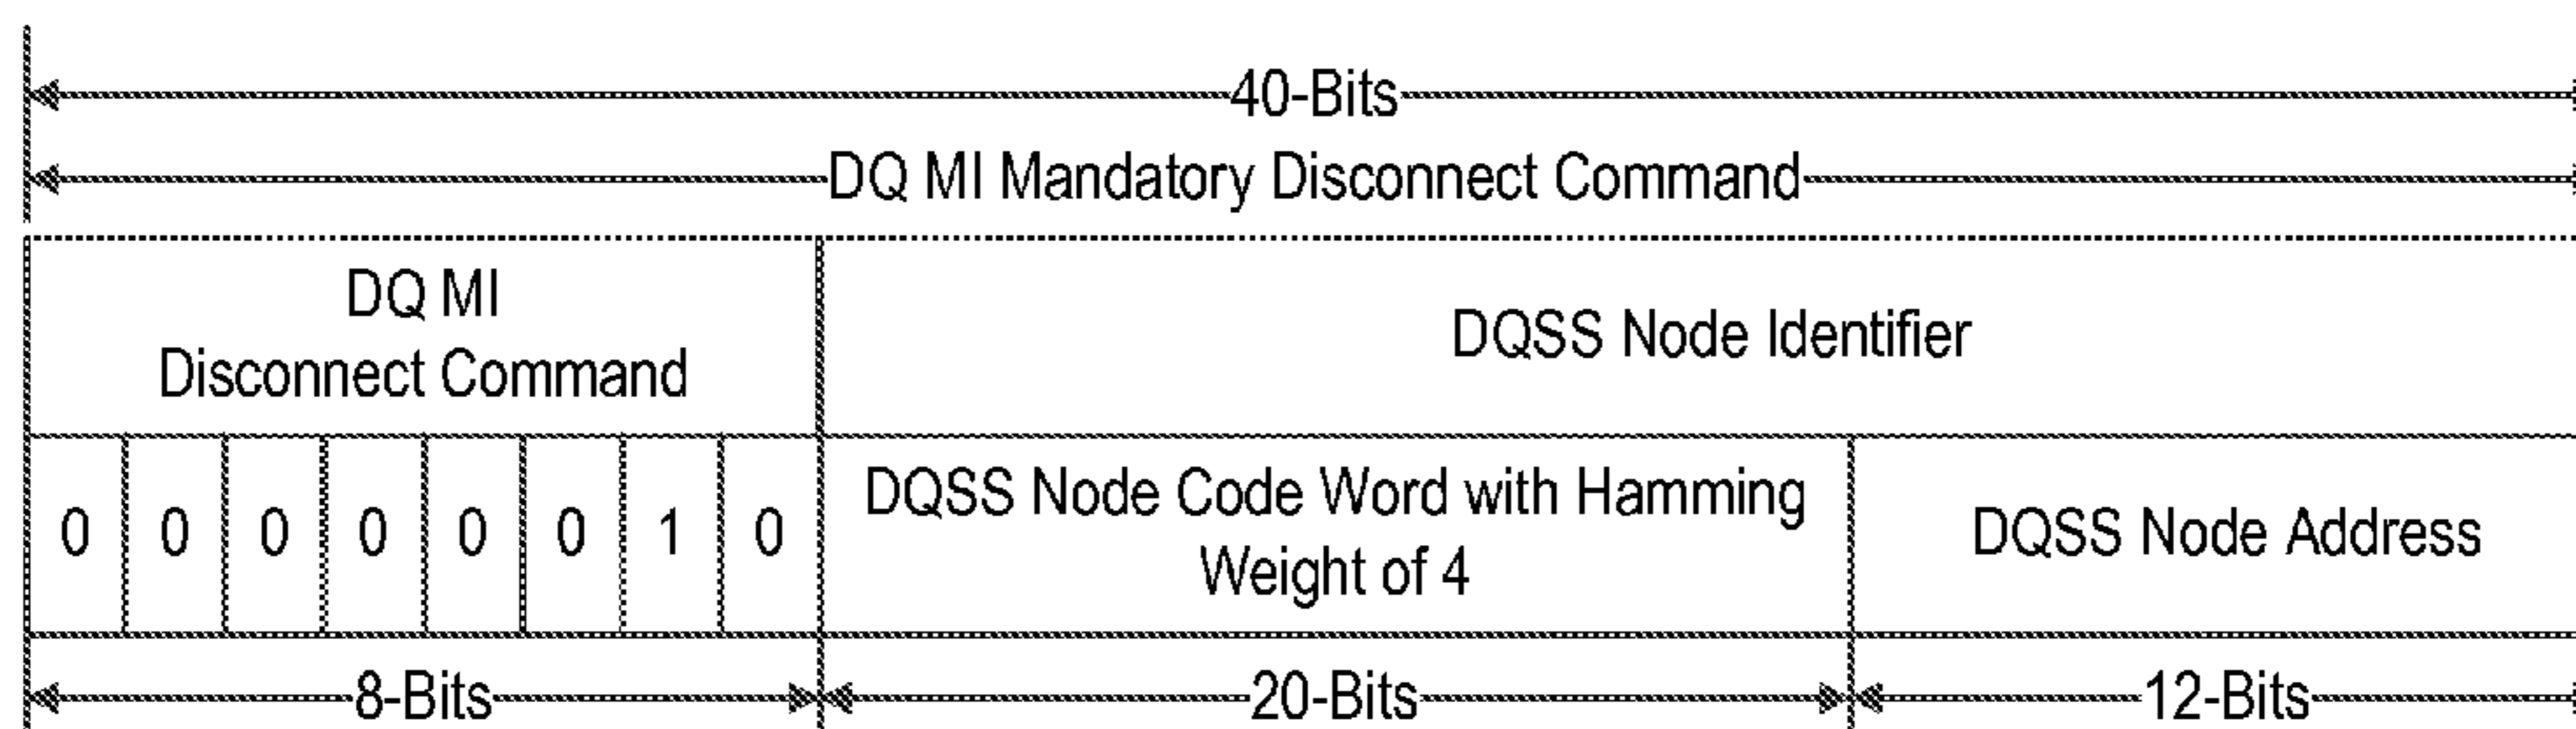 40-Bits
DQ MI Mandatory Disconnect Command
DQ MI
Disconnect Command
DQSS Node Identifier
0 0 0 0 0 0 1 0
DQSS Node Code Word with Hamming
Weight of 4
DQSS Node Address
8-Bits
20-Bits
12-Bits